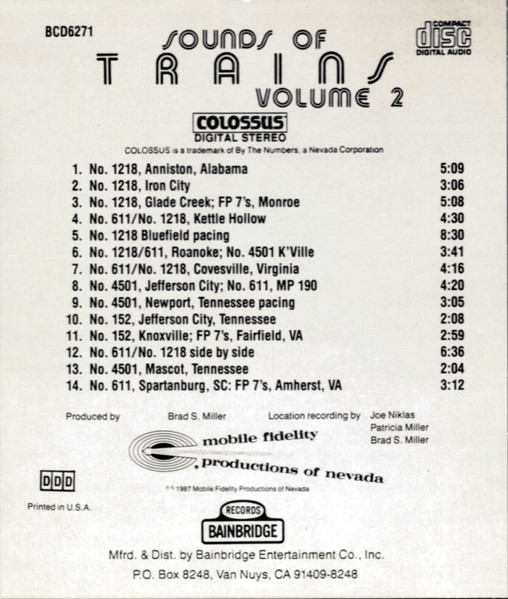 BCD6271
SOUNDS OF
TRAINS
VOLUME 2
COMPACT
disc
DIGITAL AUDIO
COLOSSUS
DIGITAL STEREO
COLOSSUS is a trademark of By The Numbers, a Nevada Corporation
1. No. 1218, Anniston, Alabama 5:09
2. No. 1218, Iron City 3:06
3. No. 1218, Glade Creek; FP 7's, Monroe 5:08
4. No. 611/No. 1218, Kettle Hollow 4:30
5. No. 1218 Bluefield pacing 8:30
6. No. 1218/611, Roanoke; No. 4501 K'Ville 3:41
7. No. 611/No. 1218, Covesville, Virginia 4:16
8. No. 4501, Jefferson City; No. 611, MP 190 4:20
9. No. 4501, Newport, Tennessee pacing 3:05
10. No. 152, Jefferson City, Tennessee 2:08
11. No. 152, Knoxville; FP 7's, Fairfield, VA 2:59
12. No. 611/No. 1218 side by side 6:36
13. No. 4501, Mascot, Tennessee 2:04
14. No. 611, Spartanburg, SC: FP 7's, Amherst, VA 3:12
Produced by Brad S. Miller Location recording by Joe Niklas
Patricia Miller
Brad S. Miller
mobile fidelity
productions of nevada
1987 Mobile Fidelity Productions of Nevada
DDD
Printed in U.S.A.
RECORDS
BAINBRIDGE
Mfrd. & Dist. by Bainbridge Entertainment Co., Inc.
P.O. Box 8248, Van Nuys, CA 91409-8248